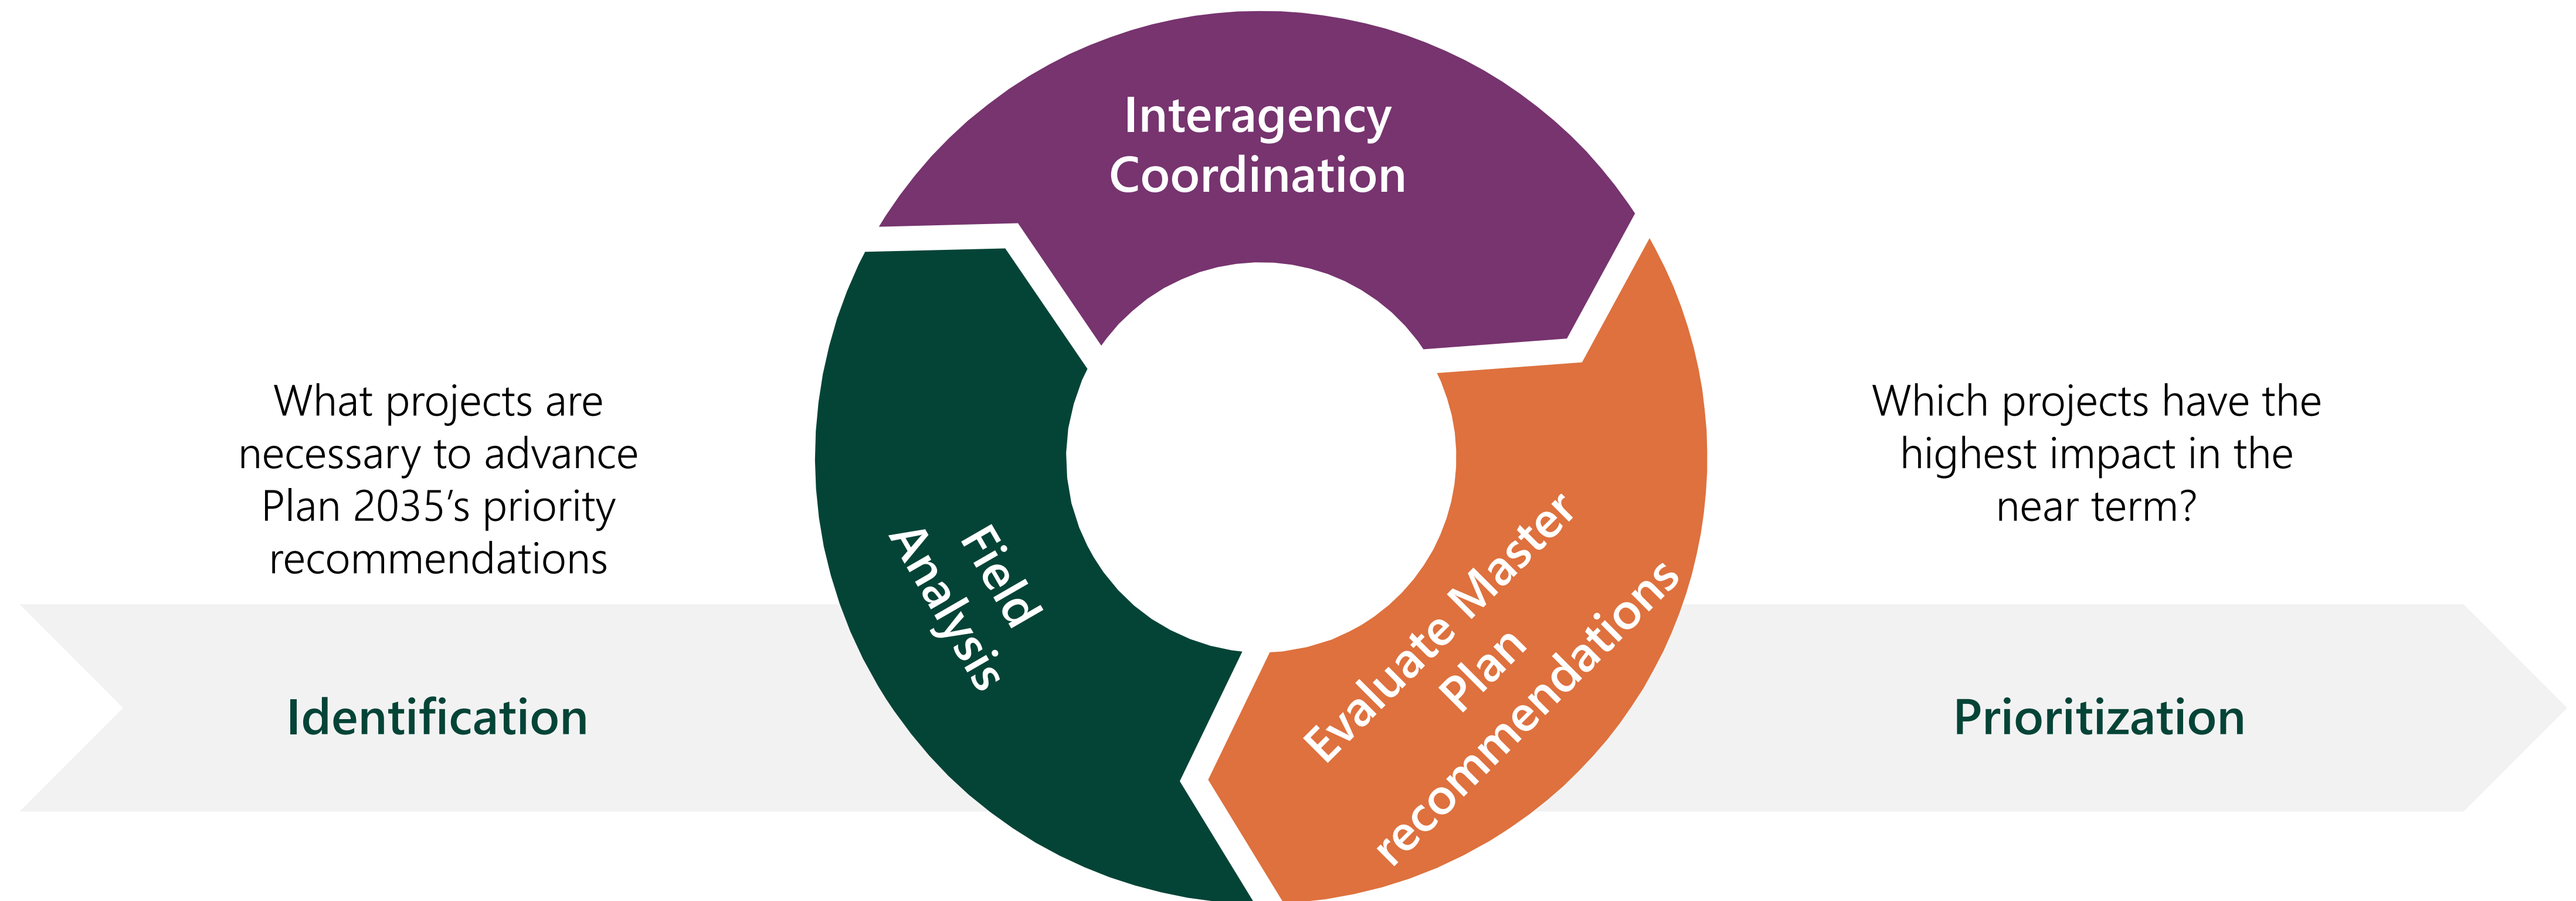 Interagency
Coordination
What projects are
necessary to advance
Plan 2035’s priority
recommendations
Which projects have the
highest impact in the
near term?
Field
Analysis
Evaluate Master
Plan
recommendations
Identification
Prioritization